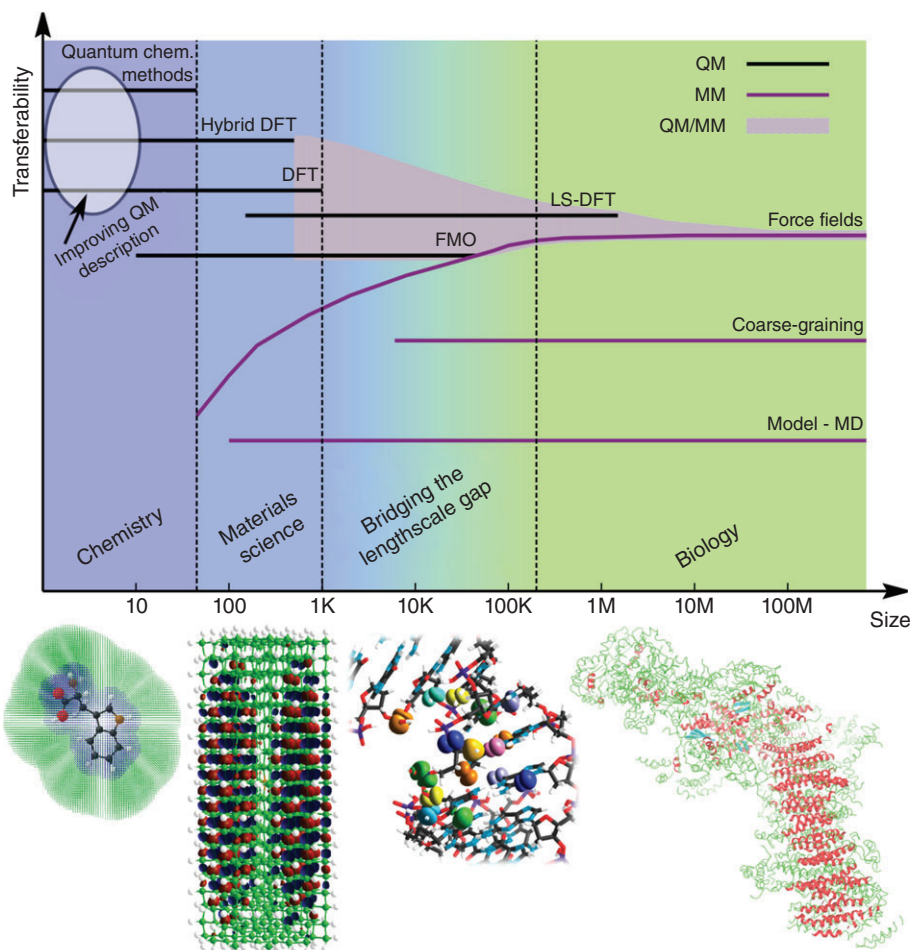 Transferability
Quantum chem.
methods
Hybrid DFT
DFT
Improving QM
description
FMO
LS-DFT
QM
MM
QM/MM
Force fields
Coarse-graining
Model - MD
Chemistry
Materials
science
Bridging the
lengthscale gap
Biology
10
100
1K
10K
100K
1M
10M
100M
Size